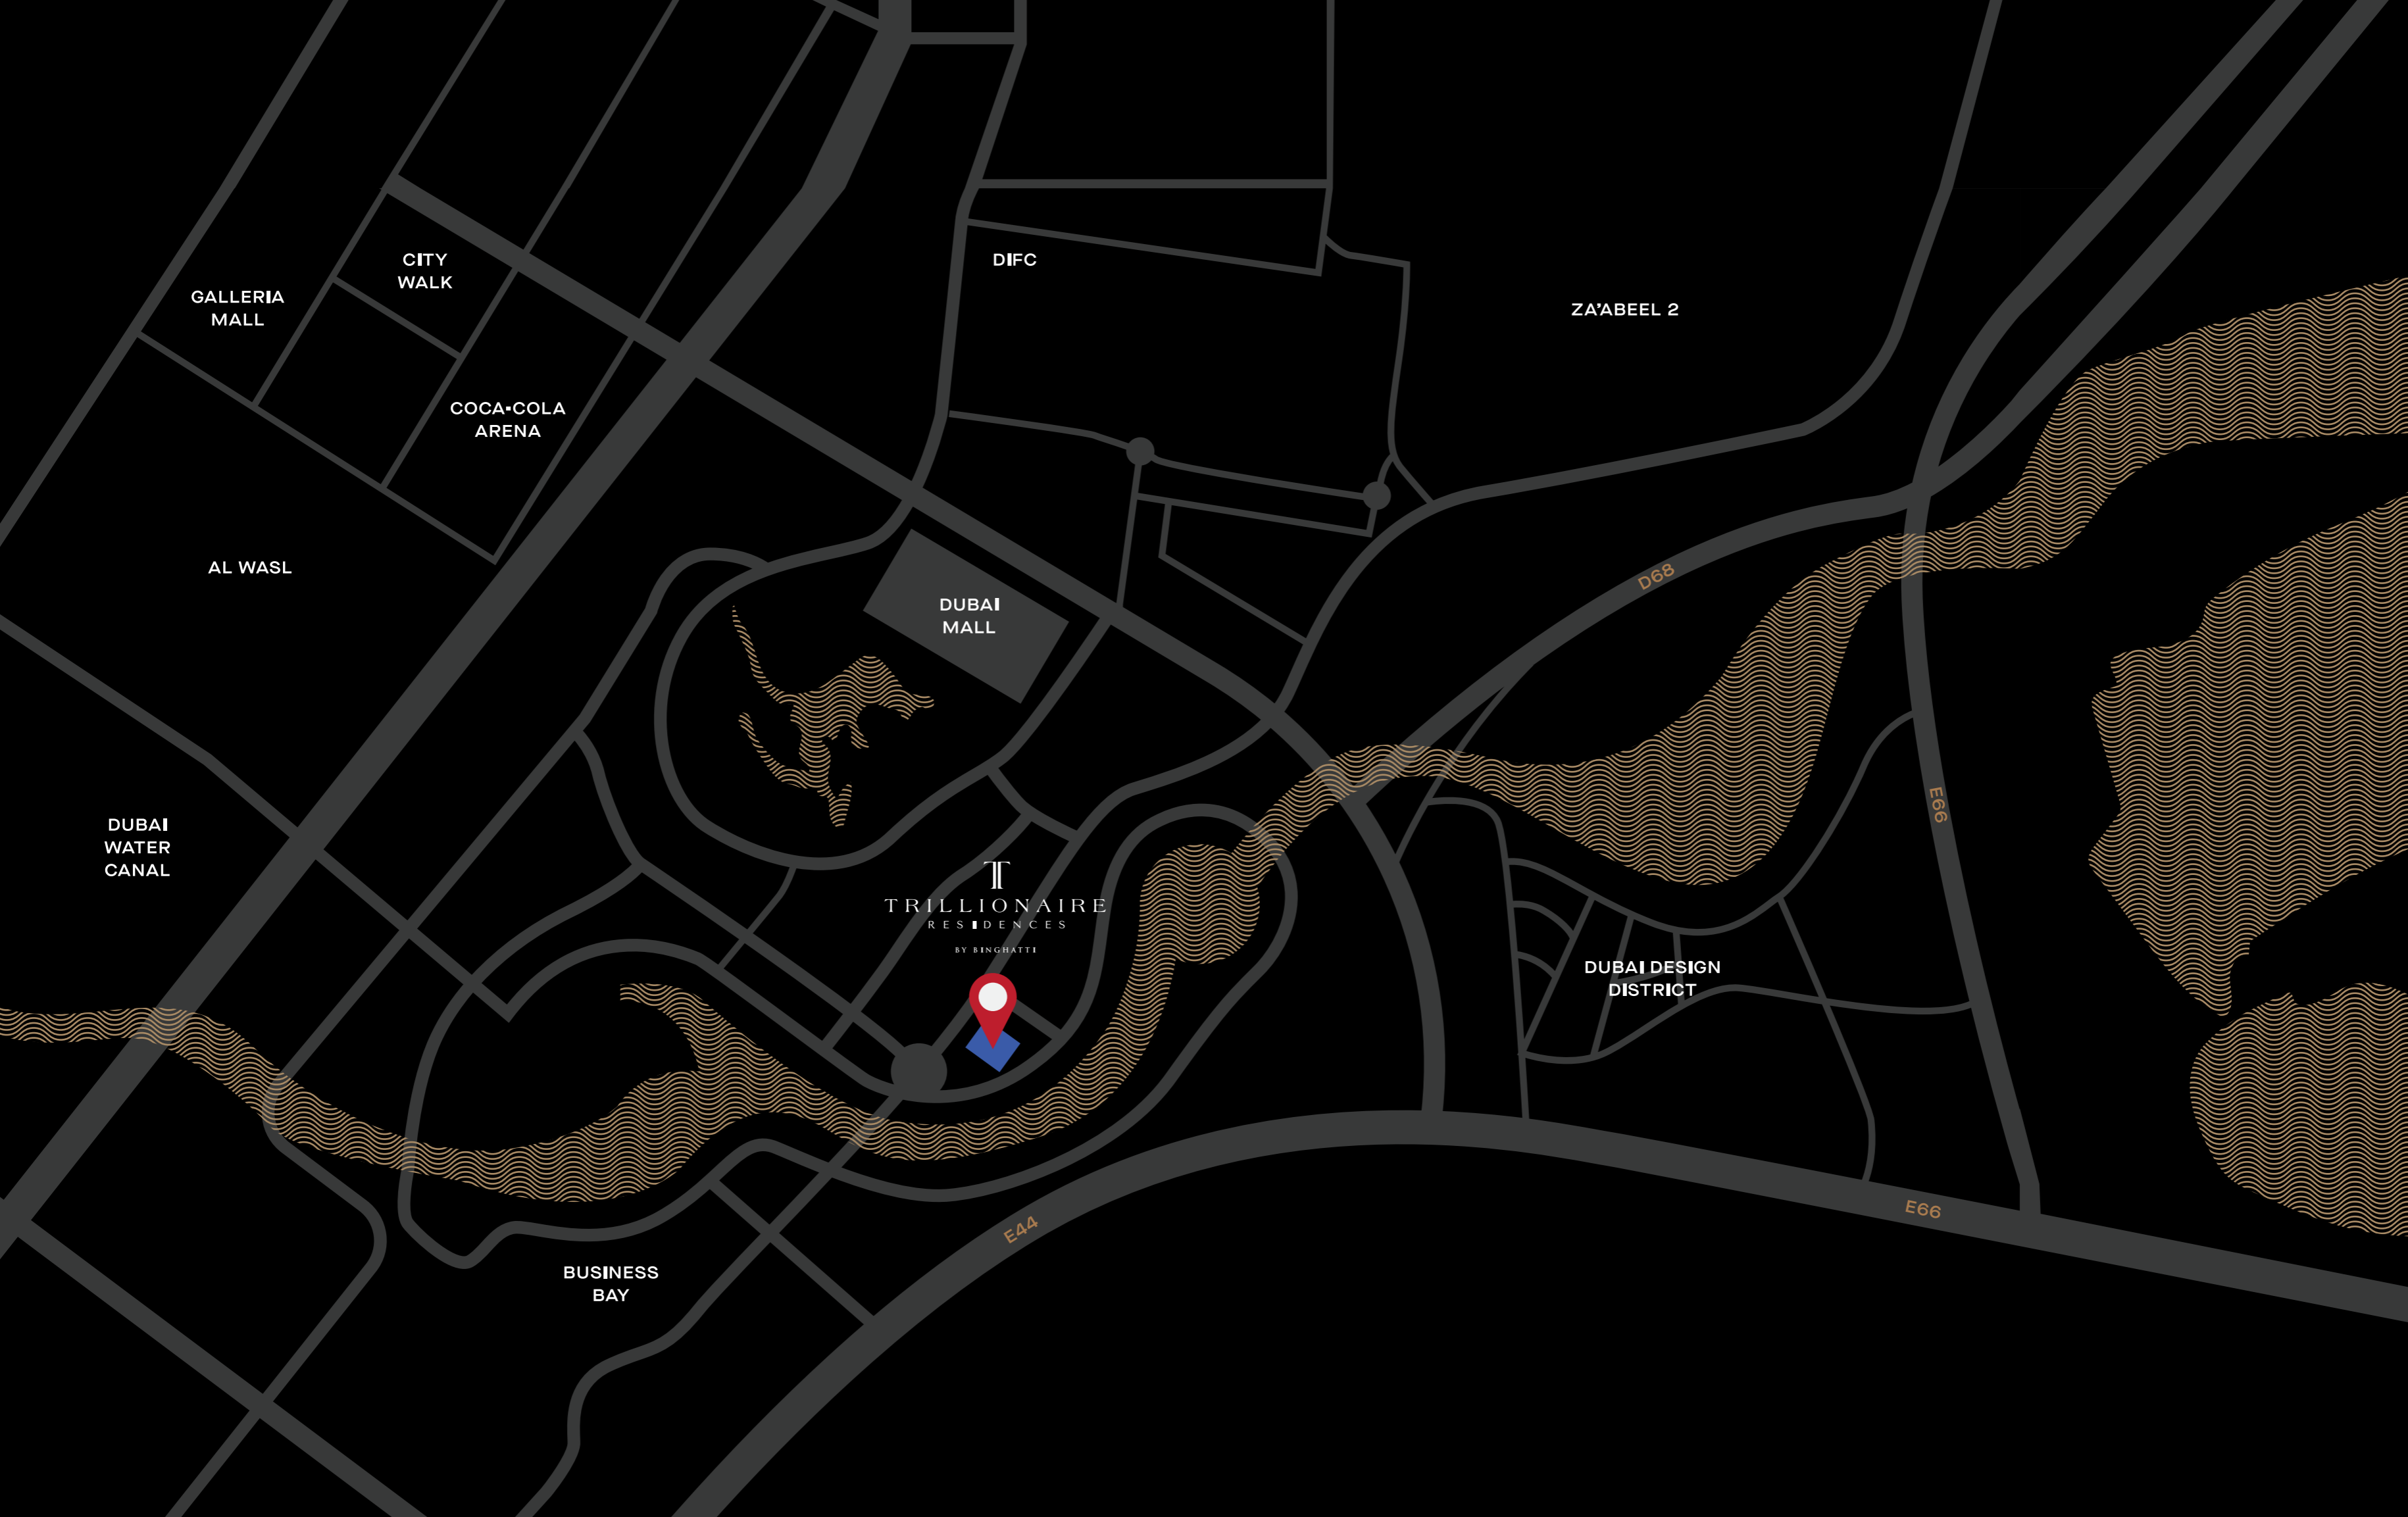 CITY
WALK
DIFC
GALLERIA
MALL
ZA'ABEEL 2
COCA-COLA
ARENA
AL WASL
D68
DUBAI
MALL
E66
DUBAI
WATER
CANAL
T
TRILLIONAIRE
RESIDENCES
BY BINGHATTI
DUBAI DESIGN
DISTRICT
E66
E44
BUSINESS
BAY